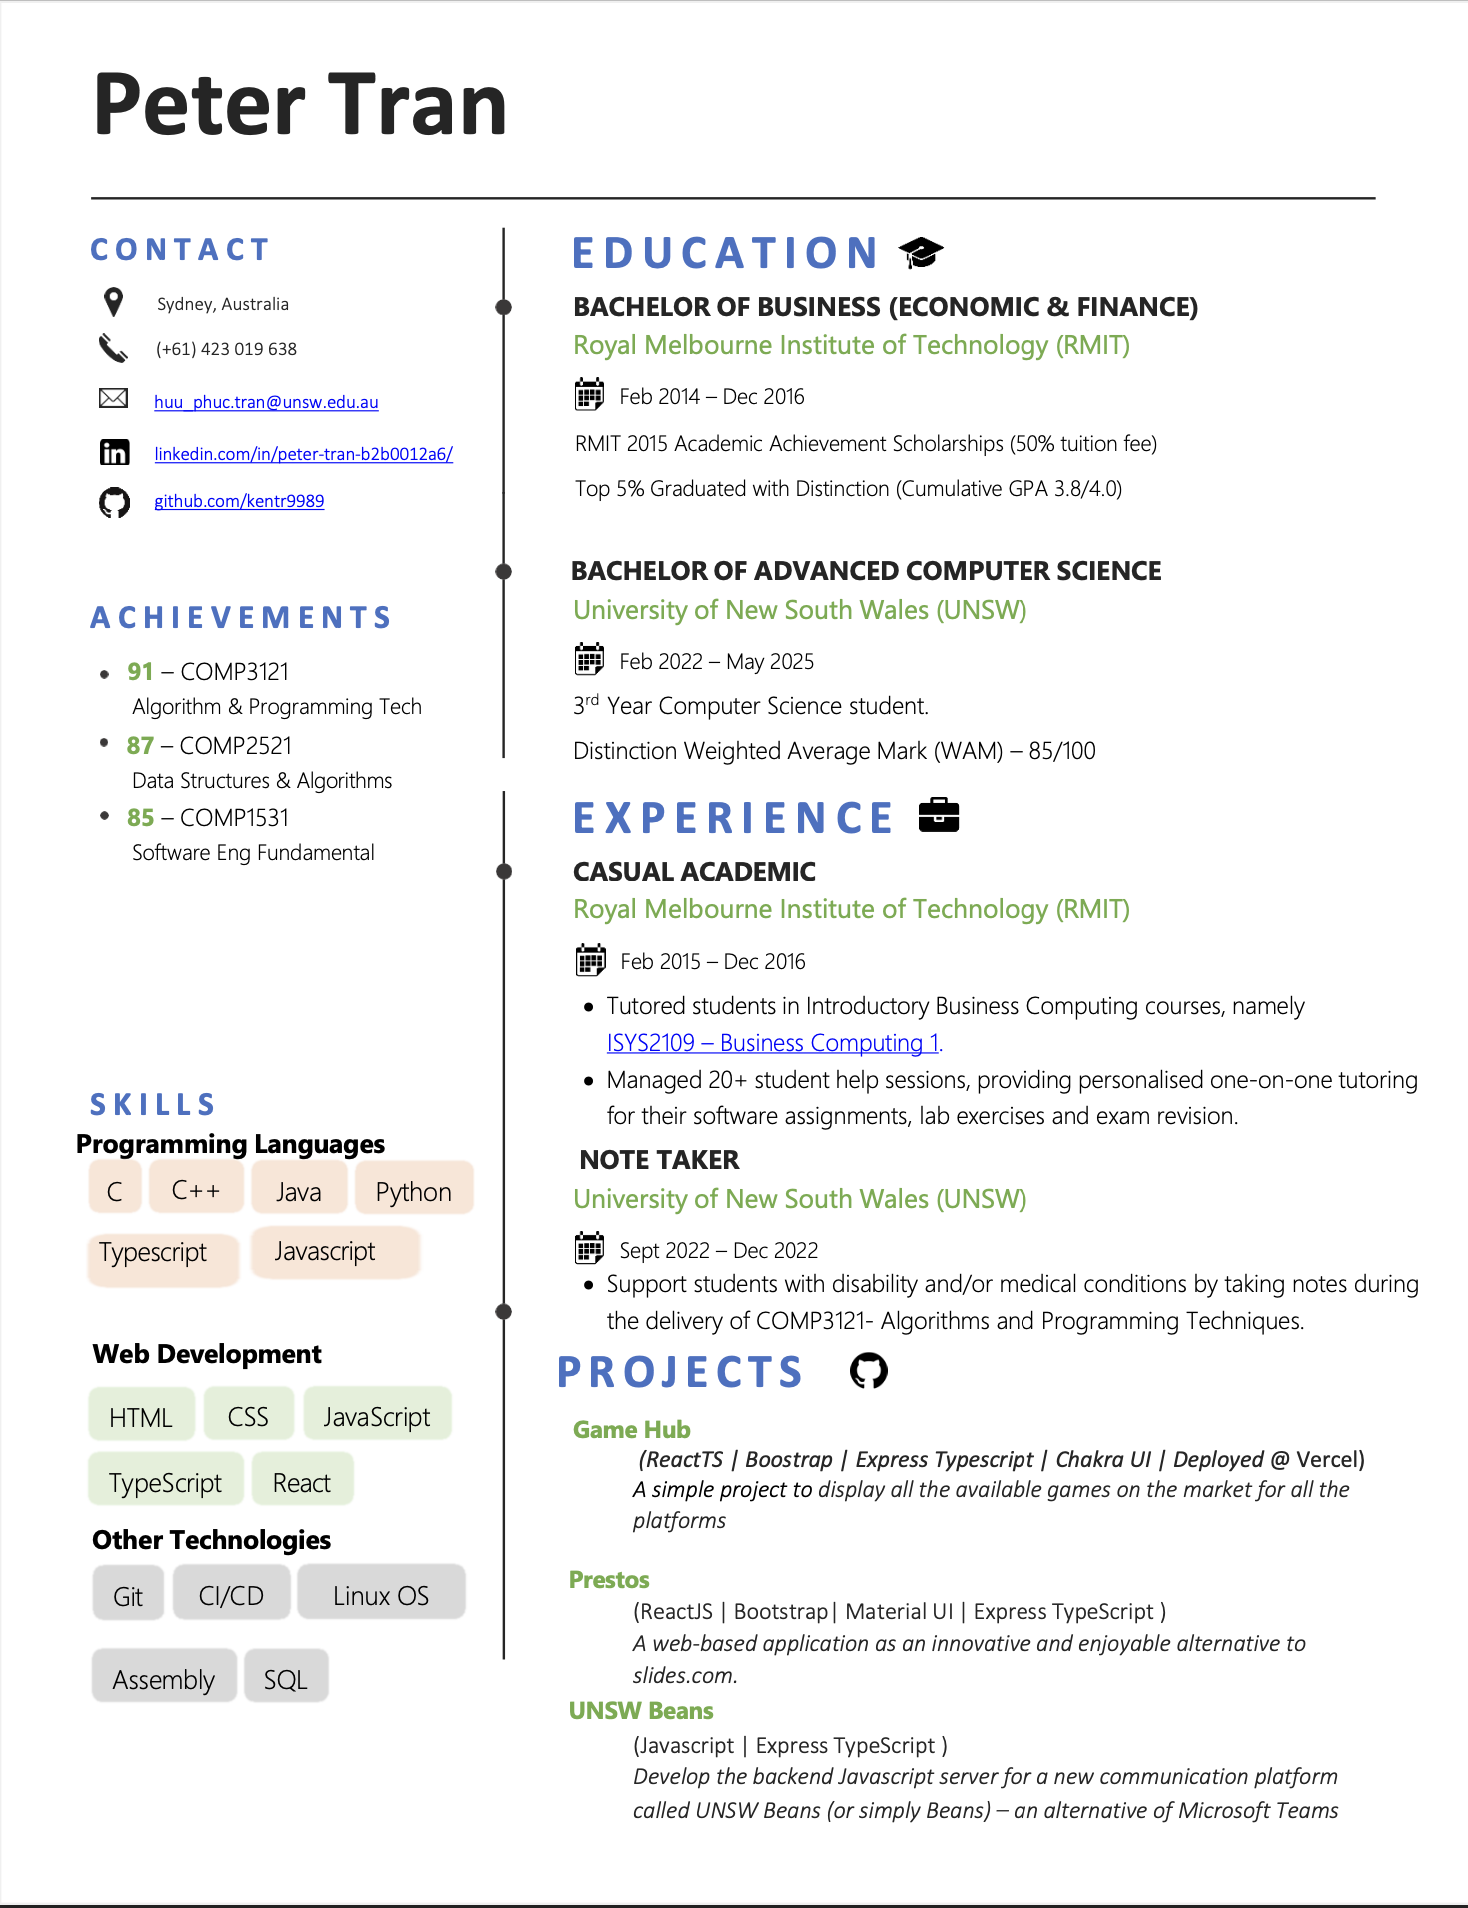 Peter Tran
CONTACT
Sydney, Australia
(+61) 423 019 638
huu_phuc.tran@unsw.edu.au
linkedin.com/in/peter-tran-b2b0012a6/
github.com/kentr9989
ACHIEVEMENTS
• 91 – COMP3121
Algorithm & Programming Tech
• 87 – COMP2521
Data Structures & Algorithms
• 85 – COMP1531
Software Eng Fundamental
SKILLS
Programming Languages
C C++ Java Python
Typescript Javascript
Web Development
HTML CSS JavaScript
TypeScript React
Other Technologies
Git CI/CD Linux OS
Assembly SQL
EDUCATION
BACHELOR OF BUSINESS (ECONOMIC & FINANCE)
Royal Melbourne Institute of Technology (RMIT)
Feb 2014 – Dec 2016
RMIT 2015 Academic Achievement Scholarships (50% tuition fee)
Top 5% Graduated with Distinction (Cumulative GPA 3.8/4.0)
BACHELOR OF ADVANCED COMPUTER SCIENCE
University of New South Wales (UNSW)
Feb 2022 – May 2025
3rd Year Computer Science student.
Distinction Weighted Average Mark (WAM) – 85/100
EXPERIENCE
CASUAL ACADEMIC
Royal Melbourne Institute of Technology (RMIT)
Feb 2015 – Dec 2016
• Tutored students in Introductory Business Computing courses, namely
ISYS2109 – Business Computing 1.
• Managed 20+ student help sessions, providing personalised one-on-one tutoring
for their software assignments, lab exercises and exam revision.
NOTE TAKER
University of New South Wales (UNSW)
Sept 2022 – Dec 2022
• Support students with disability and/or medical conditions by taking notes during
the delivery of COMP3121- Algorithms and Programming Techniques.
PROJECTS
Game Hub
(ReactTS | Boostrap | Express Typescript | Chakra UI | Deployed @ Vercel)
A simple project to display all the available games on the market for all the
platforms
Prestos
(ReactJS | Bootstrap| Material UI | Express TypeScript )
A web-based application as an innovative and enjoyable alternative to
slides.com.
UNSW Beans
(Javascript | Express TypeScript )
Develop the backend Javascript server for a new communication platform
called UNSW Beans (or simply Beans) – an alternative of Microsoft Teams